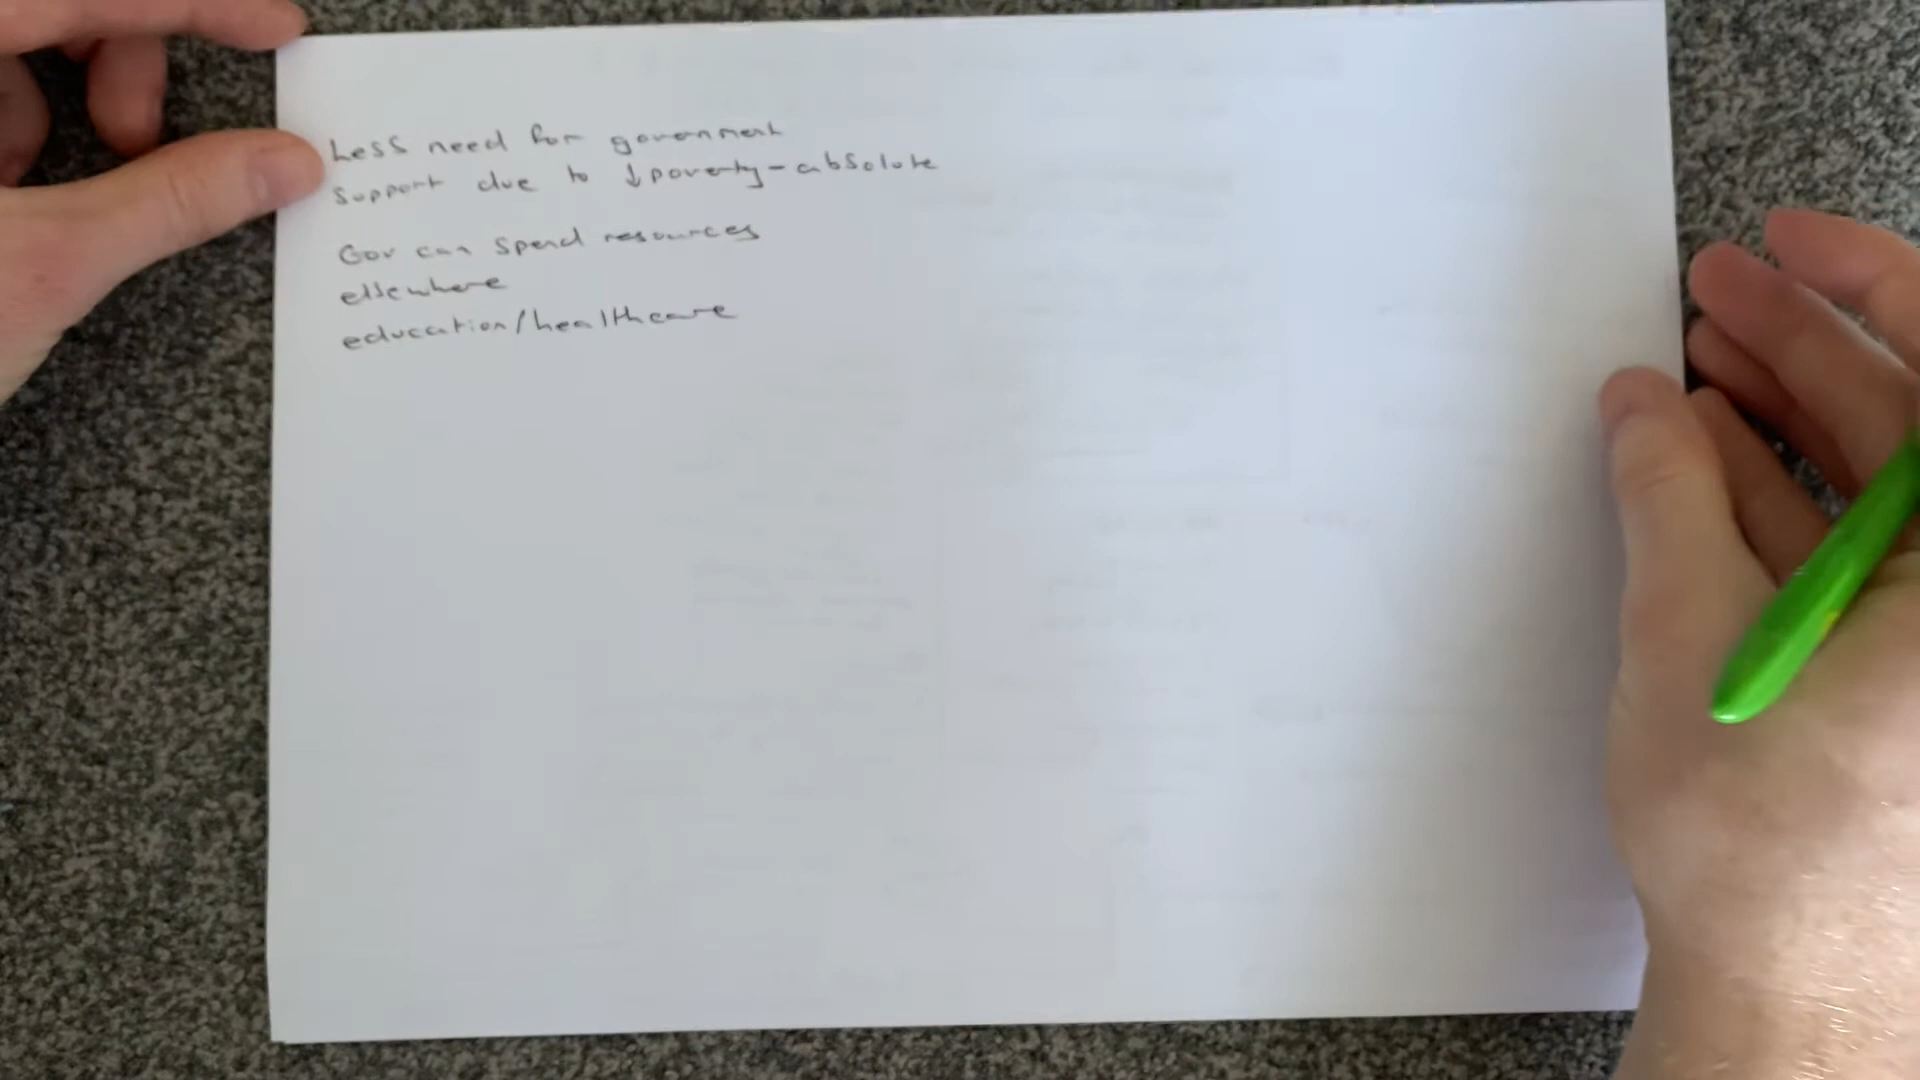 Less need for government
support due to ↓poverty-absolute
Gov can spend resources
elsewhere
education/healthcare